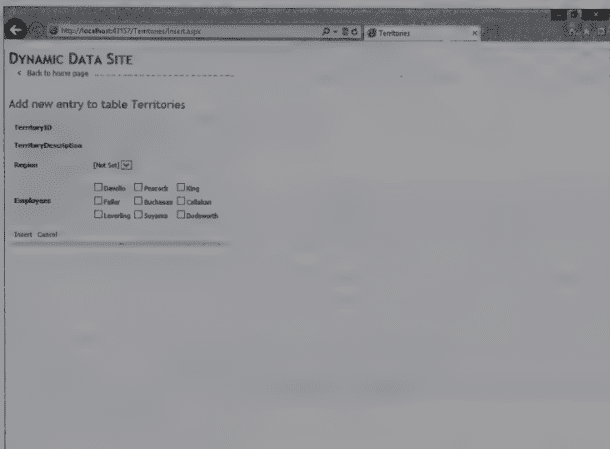 http://localhost:47157/Territories/Insert.aspx
Territories
DYNAMIC DATA SITE
< Back to home page
Add new entry to table Territories
TerritoryID
TerritoryDescription
Region [Not Set]
Davolio Peacock King
Employees Fuller Buchanan Callahan
Leverling Suyama Dodsworth
Insert Cancel